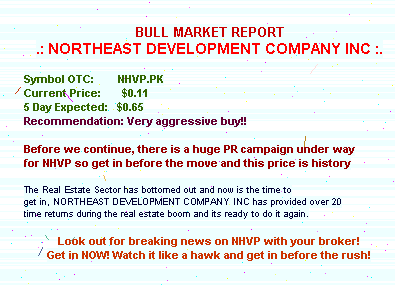 BULL MARKET REPORT
.: NORTHEAST DEVELOPMENT COMPANY INC :.
Symbol OTC: NHVP.PK
Current Price: $0.11
5 Day Expected: $0.65
Recommendation: Very aggressive buy!!
Before we continue, there is a huge PR campaign under way
for NHVP so get in before the move and this price is history
The Real Estate Sector has bottomed out and now is the time to
get in, NORTHEAST DEVELOPMENT COMPANY INC has provided over 20
time returns during the real estate boom and its ready to do it again.
Look out for breaking news on NHVP with your broker!
Get in NOW! Watch it like a hawk and get in before the rush!